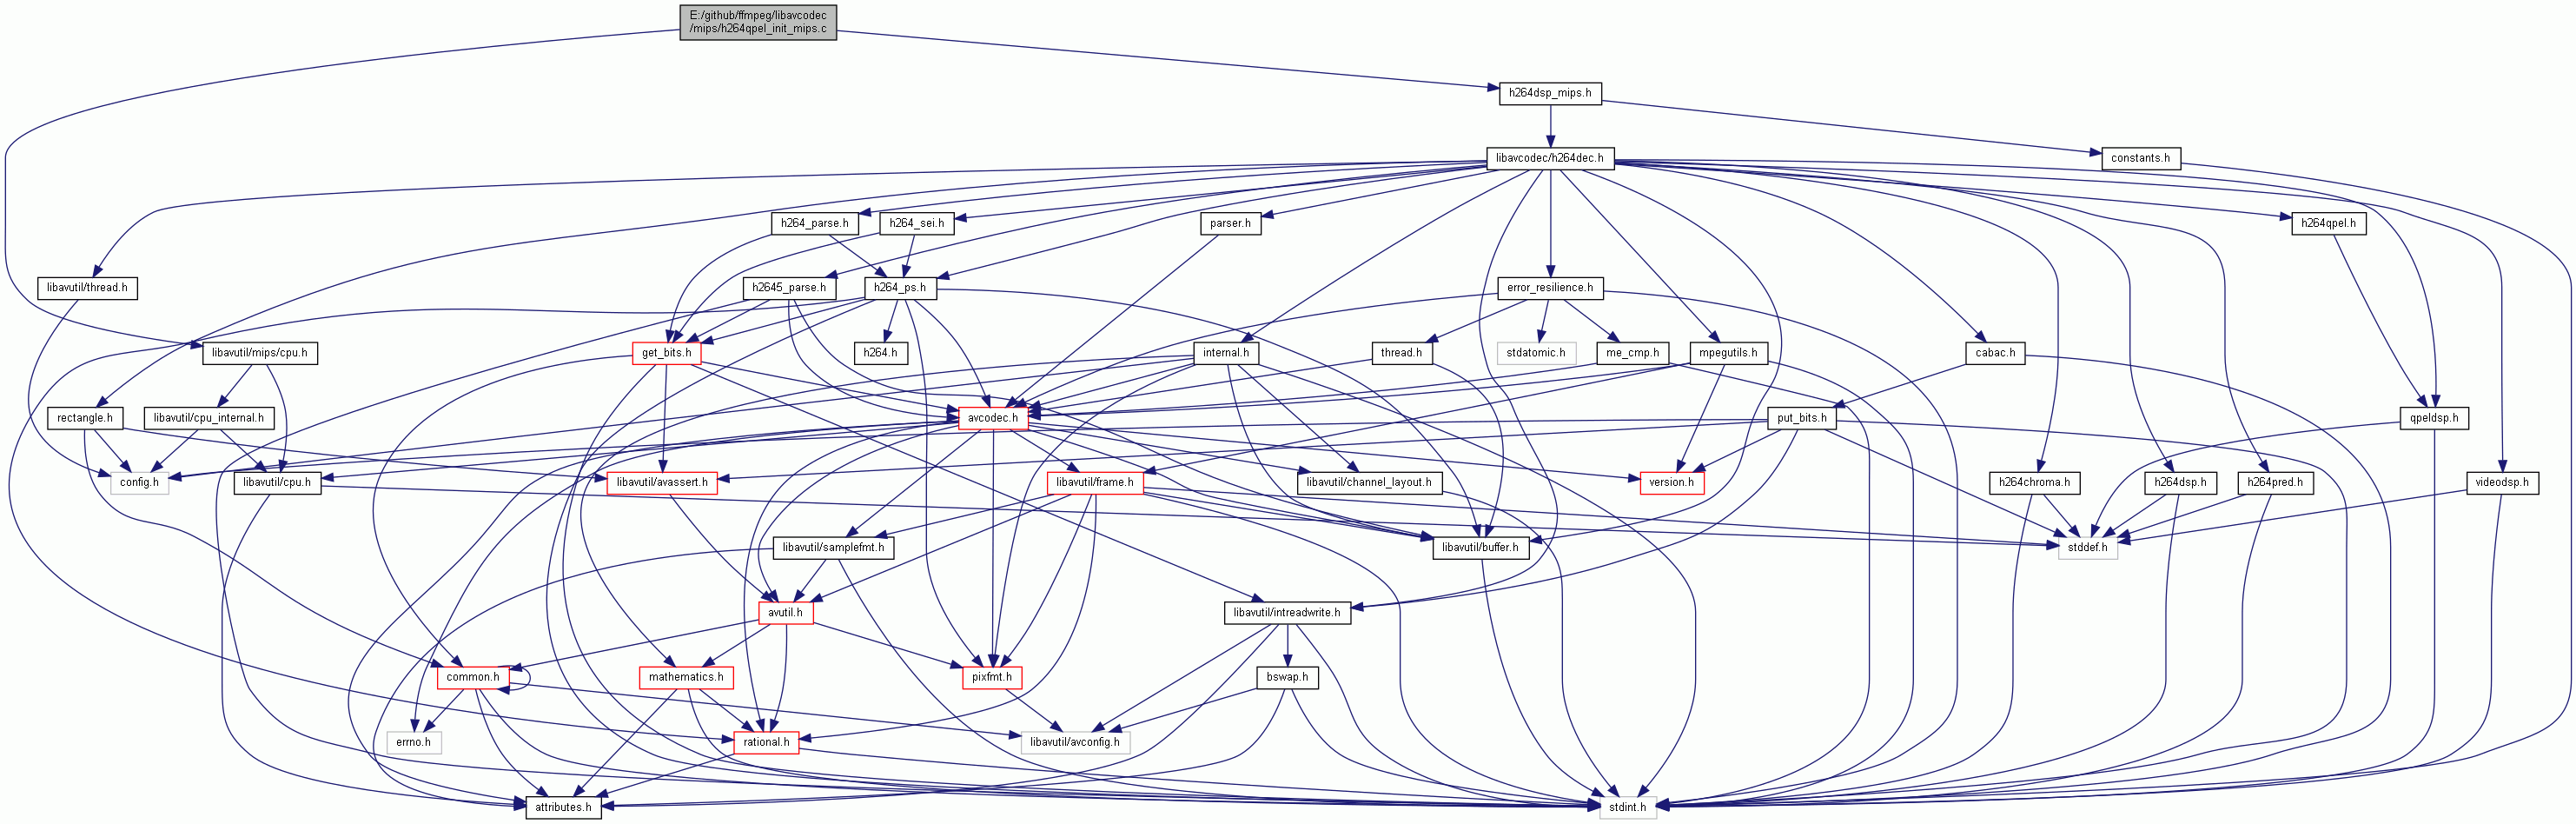 E:/github/ffmpeg/libavcodec
/mips/h264qpel_init_mips.c
h264dsp_mips.h
libavcodec/h264dec.h
constants.h
h264_parse.h
h264_sei.h
parser.h
h264qpel.h
libavutil/thread.h
h2645_parse.h
h264_ps.h
error_resilience.h
libavutil/mips/cpu.h
get_bits.h
h264.h
internal.h
thread.h
stdatomic.h
me_cmp.h
mpegutils.h
cabac.h
rectangle.h
libavutil/cpu_internal.h
avcodec.h
put_bits.h
qpeldsp.h
config.h
libavutil/cpu.h
libavutil/avassert.h
libavutil/frame.h
libavutil/channel_layout.h
version.h
h264chroma.h
h264dsp.h
h264pred.h
videodsp.h
libavutil/samplefmt.h
libavutil/buffer.h
stddef.h
avutil.h
libavutil/intreadwrite.h
common.h
mathematics.h
pixfmt.h
bswap.h
errno.h
rational.h
libavutil/avconfig.h
attributes.h
stdint.h